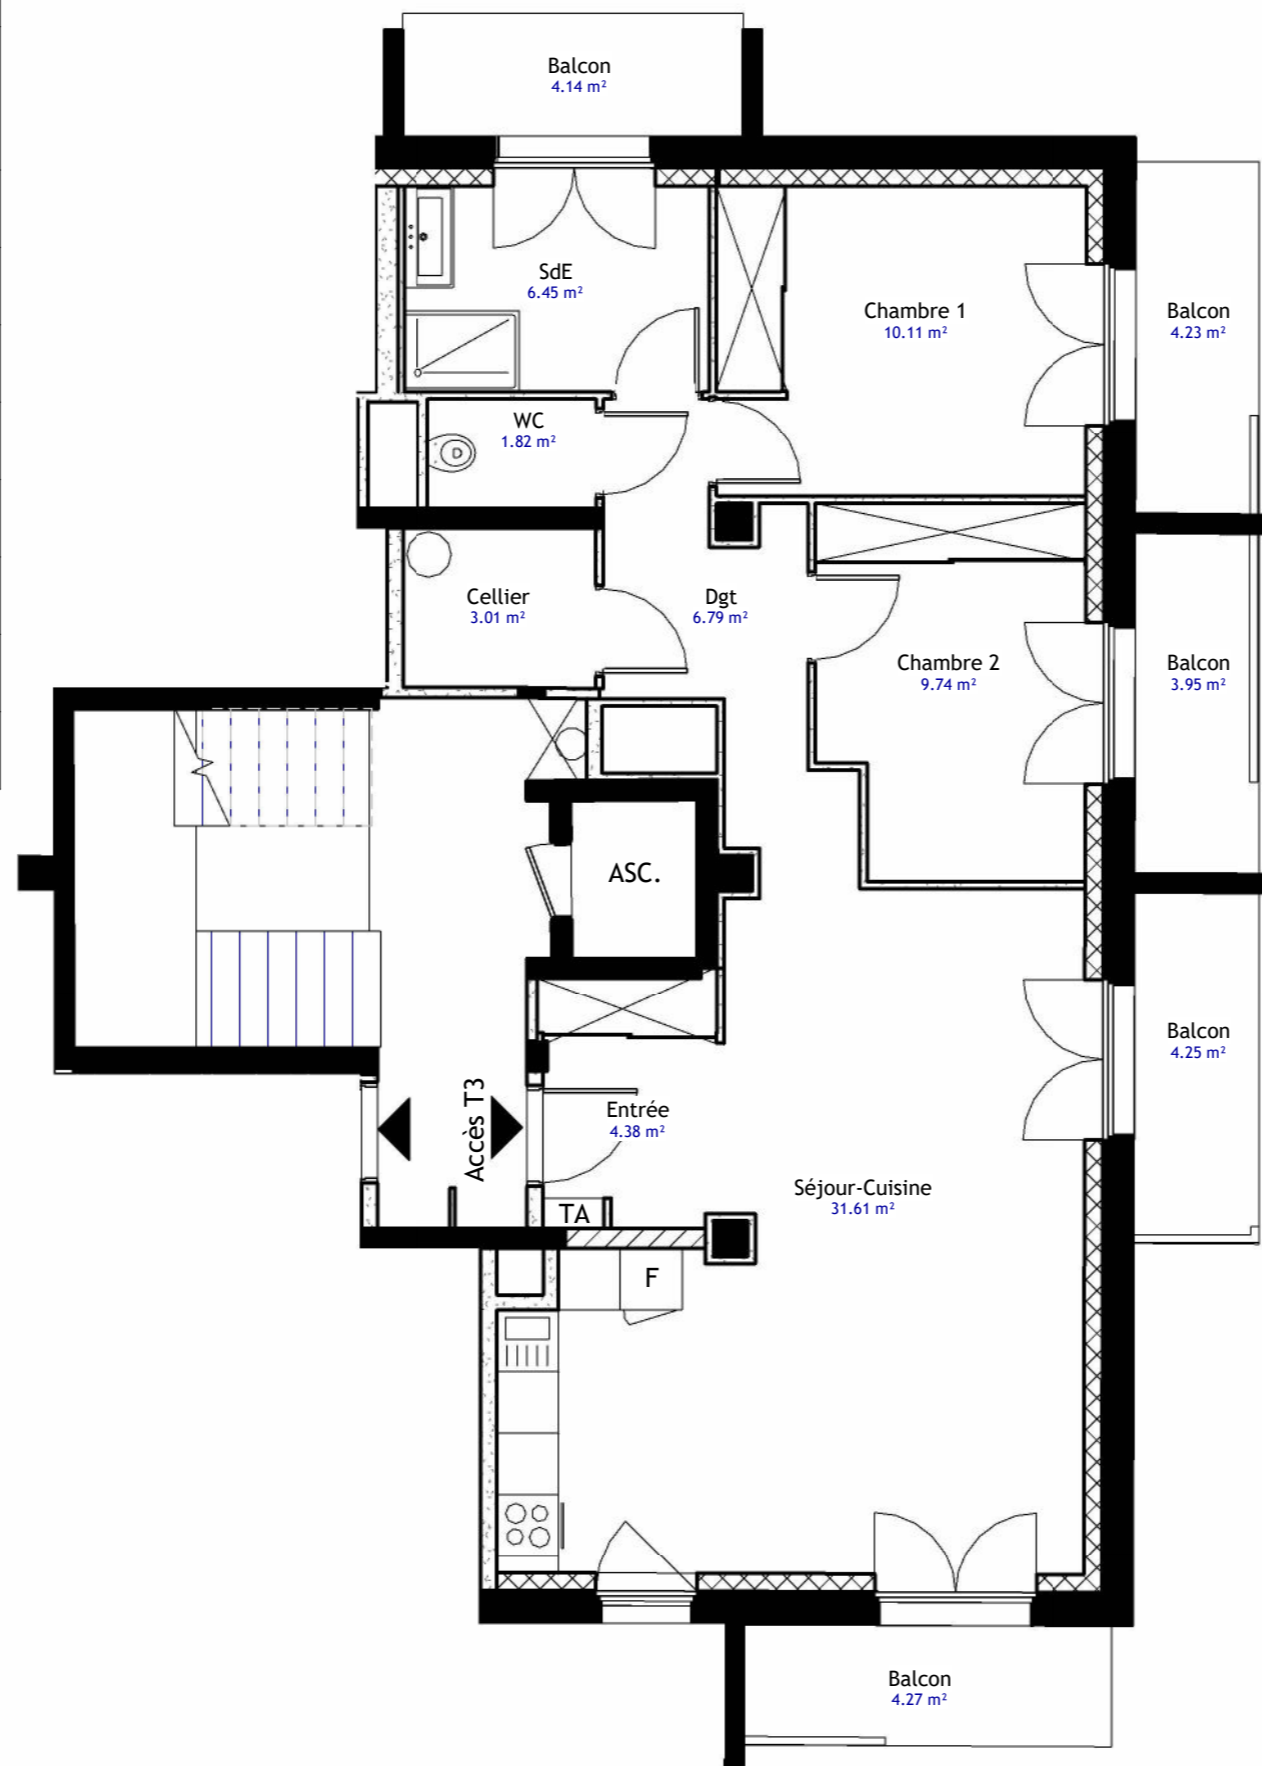 Balcon
4.14 m²
SdE
6.45 m²
Chambre 1
10.11 m²
Balcon
4.23 m²
WC
1.82 m²
Cellier
3.01 m²
Dgt
6.79 m²
Chambre 2
9.74 m²
Balcon
3.95 m²
ASC.
Balcon
4.25 m²
Accès T3
Entrée
4.38 m²
Séjour-Cuisine
31.61 m²
TA
F
Balcon
4.27 m²